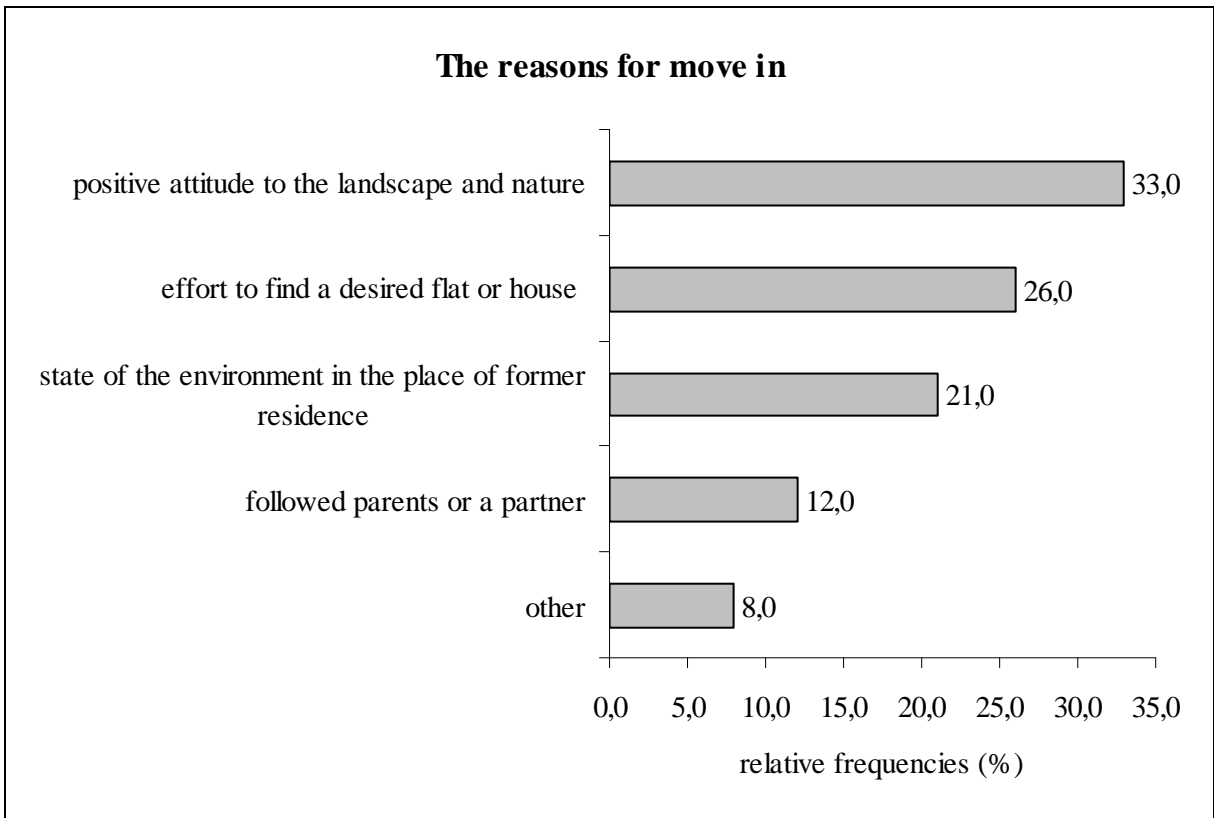 The reasons for move in
positive attitude to the landscape and nature
33,0
effort to find a desired flat or house
26,0
state of the environment in the place of former
residence
21,0
followed parents or a partner
12,0
other
8,0
0,0 5,0 10,0 15,0 20,0 25,0 30,0 35,0
relative frequencies (%)